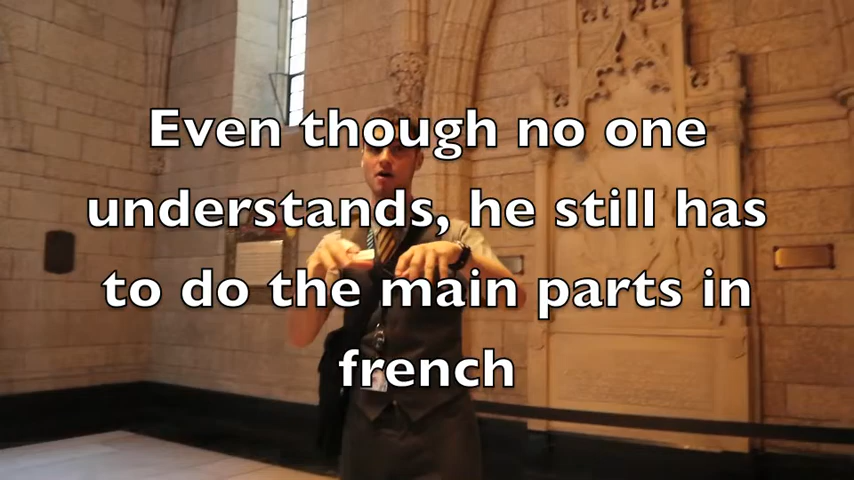 Even though no one
understands, he still has
to do the main parts in
french